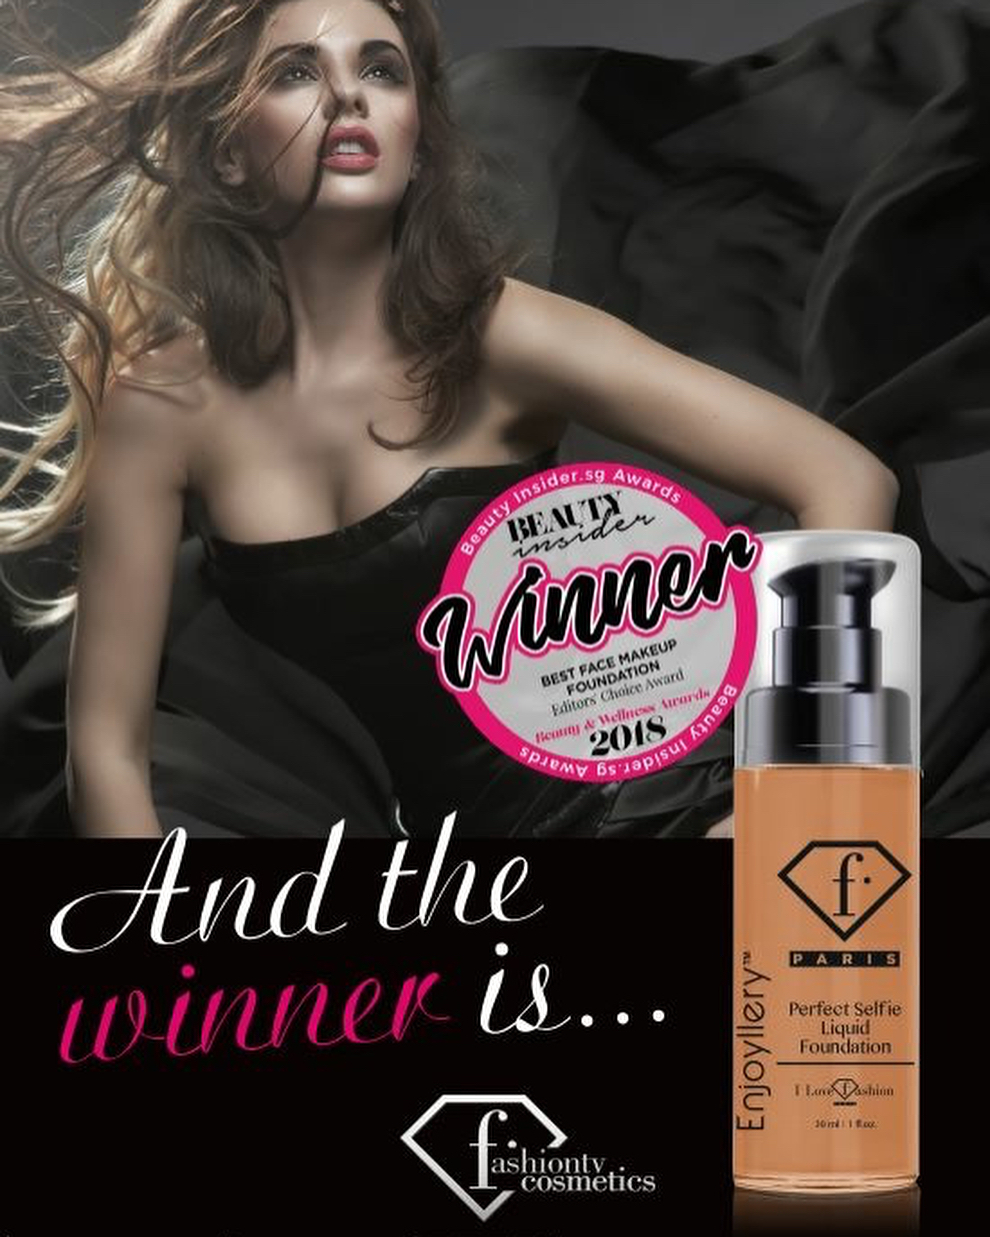 Beauty Insider.sg Awards
BEAUTY
insider
Winner
BEST FACE MAKEUP
FOUNDATION
Editors' Choice Award
Beauty & Wellness Awards
2018
Beauty Insider.sg Awards
And the
winner is...
f
PARIS
Enjoyllery™
Perfect Selfie
Liquid
Foundation
I Love fashion
30 ml | 1 fl.oz.
fashiontv
cosmetics